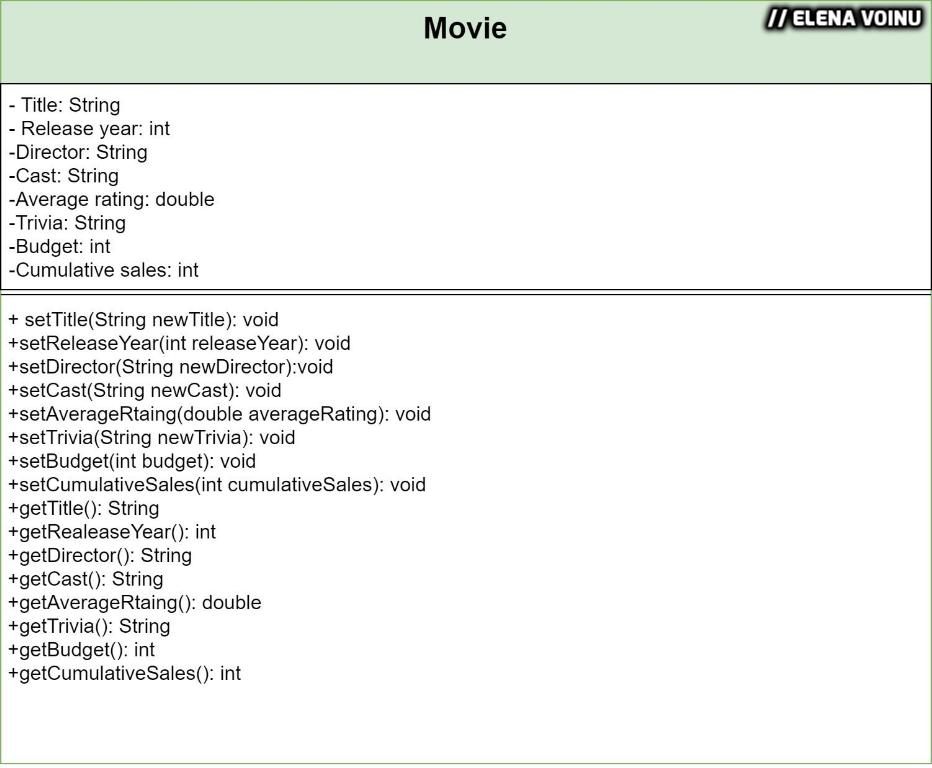 Movie
// ELENA VOINU
- Title: String
- Release year: int
-Director: String
-Cast: String
-Average rating: double
-Trivia: String
-Budget: int
-Cumulative sales: int
+ setTitle(String newTitle): void
+setReleaseYear(int releaseYear): void
+setDirector(String newDirector):void
+setCast(String newCast): void
+setAverageRtaing(double averageRating): void
+setTrivia(String newTrivia): void
+setBudget(int budget): void
+setCumulativeSales(int cumulativeSales): void
+getTitle(): String
+getRealeaseYear(): int
+getDirector(): String
+getCast(): String
+getAverageRtaing(): double
+getTrivia(): String
+getBudget(): int
+getCumulativeSales(): int